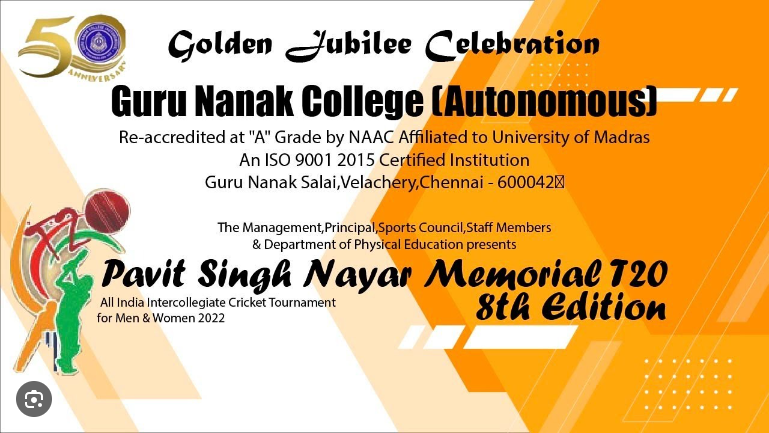 50
ANNIVERSARY
Golden Jubilee Celebration
Guru Nanak College (Autonomous)
Re-accredited at "A" Grade by NAAC Affiliated to University of Madras
An ISO 9001 2015 Certified Institution
Guru Nanak Salai,Velachery,Chennai - 600042
The Management,Principal,Sports Council,Staff Members
& Department of Physical Education presents
Pavit Singh Nayar Memorial T20
8th Edition
All India Intercollegiate Cricket Tournament
for Men & Women 2022